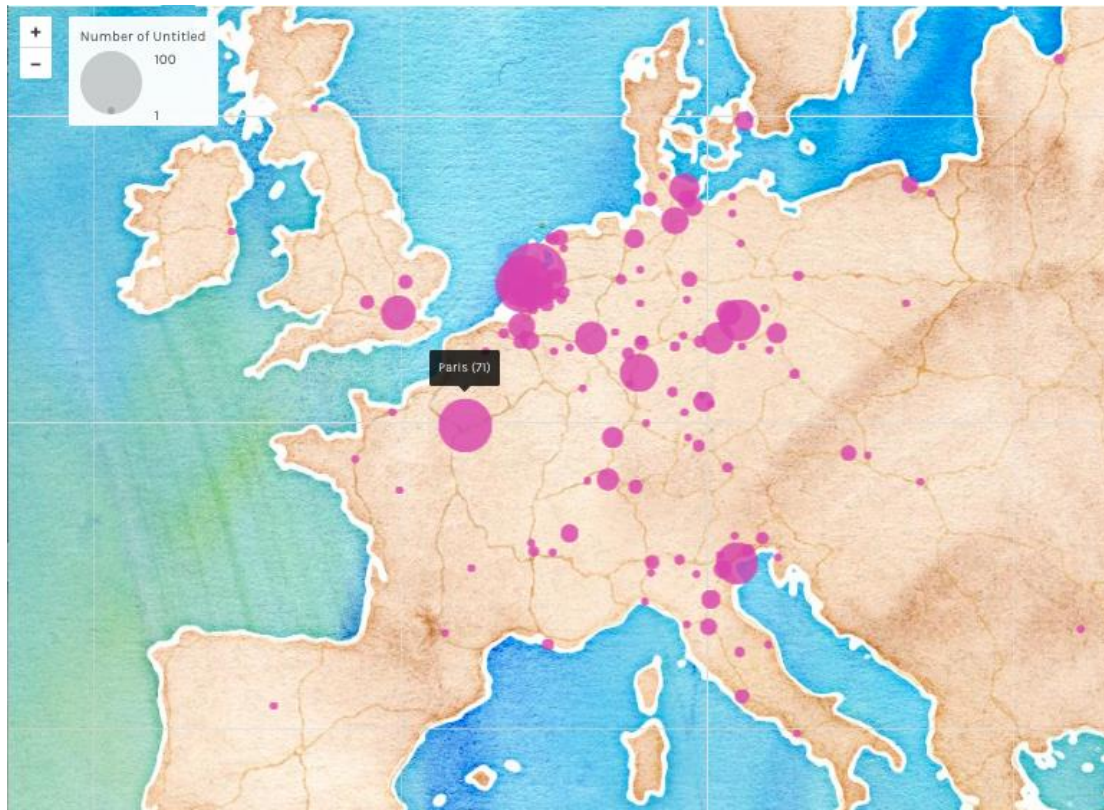 +
−
Number of Untitled
100
1
Paris (71)